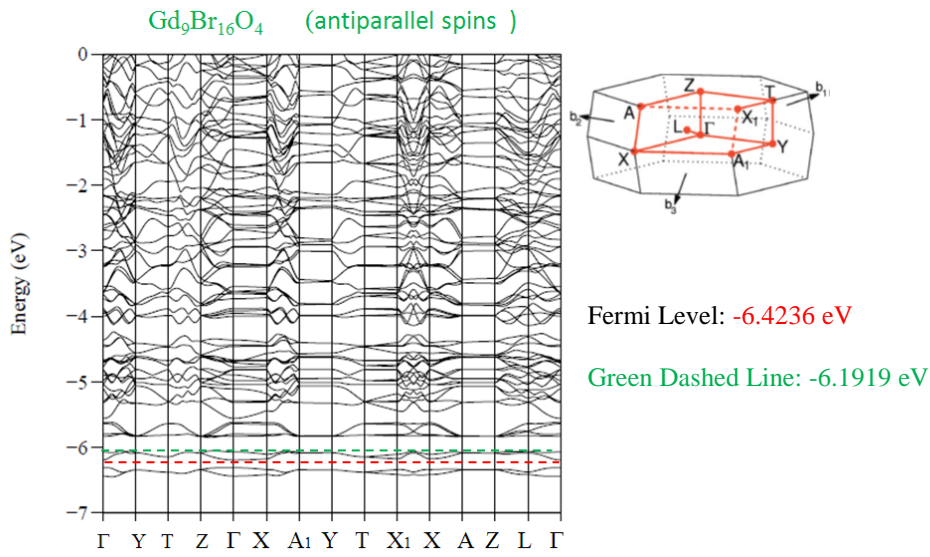 Gd₉Br₁₆O₄ (antiparallel spins )
0
−1
−2
−3
−4
−5
−6
−7
Energy (eV)
Γ Y T Z Γ X A₁ Y T X₁ X A Z L Γ
Z
T
b₁
A
X₁
b₂
L
Γ
Y
X
A₁
b₃
Fermi Level: -6.4236 eV
Green Dashed Line: -6.1919 eV